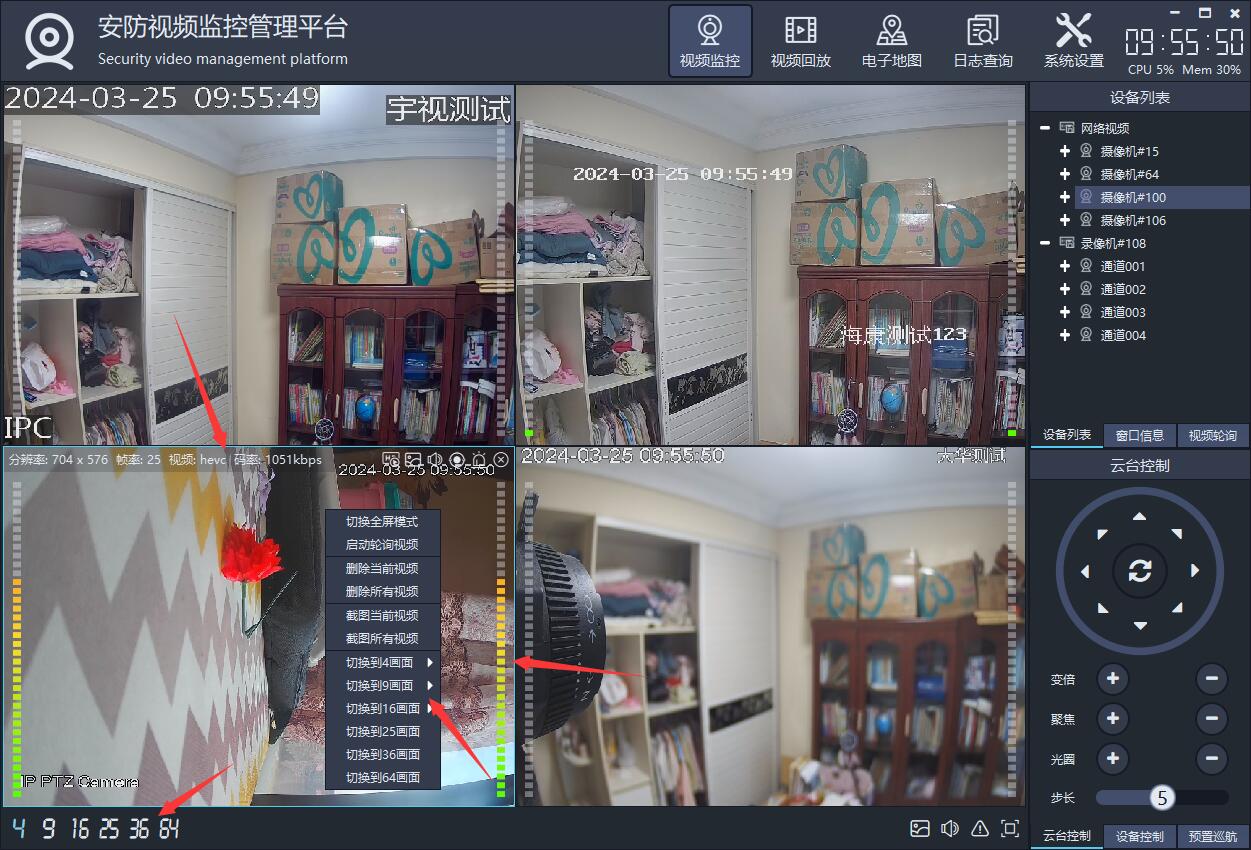 安防视频监控管理平台
Security video management platform
视频监控
视频回放
电子地图
日志查询
系统设置
09:55:50
CPU 5% Mem 30%
2024-03-25 09:55:49
宇视测试
IPC
2024-03-25 09:55:49
海康测试123
分辨率: 704 x 576 帧率: 25 视频: hevc 码率: 1051kbps
2024-03-25 09:55:50
IP PTZ Camera
切换全屏模式
启动轮询视频
删除当前视频
删除所有视频
截图当前视频
截图所有视频
切换到4画面
切换到9画面
切换到16画面
切换到25画面
切换到36画面
切换到64画面
2024-03-25 09:55:50
大华测试
4 9 16 25 36 64
设备列表
网络视频
摄像机#15
摄像机#64
摄像机#100
摄像机#106
录像机#108
通道001
通道002
通道003
通道004
设备列表 窗口信息 视频轮询
云台控制
变倍
聚焦
光圈
步长 5
云台控制 设备控制 预置巡航